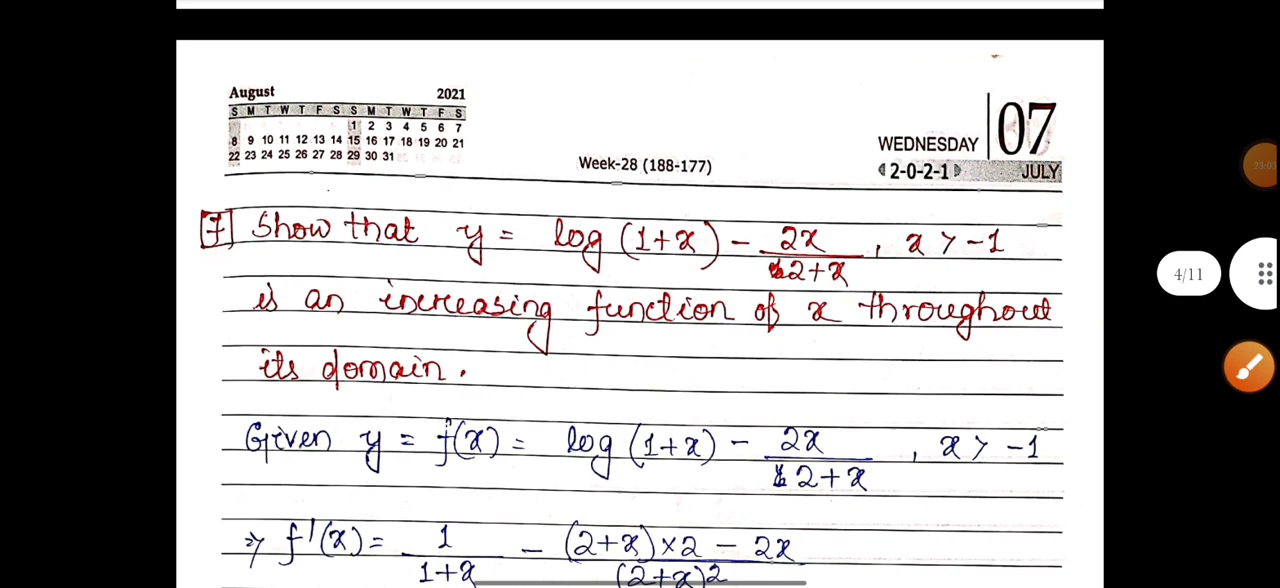 August 2021
S M T W T F S S M T W T F S
1 2 3 4 5 6 7
8 9 10 11 12 13 14 15 16 17 18 19 20 21
22 23 24 25 26 27 28 29 30 31
Week-28 (188-177)
WEDNESDAY 07
2-0-2-1 JULY
23:03
4/11
7 Show that y = log (1+x) - 2x / 2+x , x > -1
is an increasing function of x throughout
its domain.
Given y = f(x) = log (1+x) - 2x / 2+x , x > -1
⇒ f'(x) = 1 / 1+x - (2+x)×2 - 2x / (2+x)2